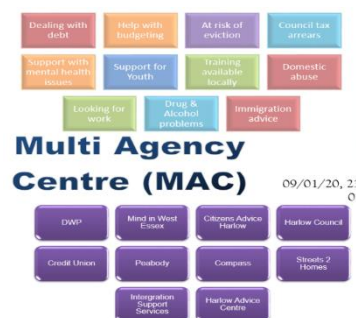 Dealing with
debt
Help with
budgeting
At risk of
eviction
Council tax
arrears
Support with
mental health
issues
Support for
Youth
Training
available
locally
Domestic
abuse
Looking for
work
Drug &
Alcohol
problems
Immigration
advice
Multi Agency
Centre (MAC)
09/01/20, 2
0
DWP
Mind in West
Essex
Citizens Advice
Harlow
Harlow Council
Credit Union
Peabody
Compass
Streets 2
Homes
Intergration
Support
Services
Harlow Advice
Centre